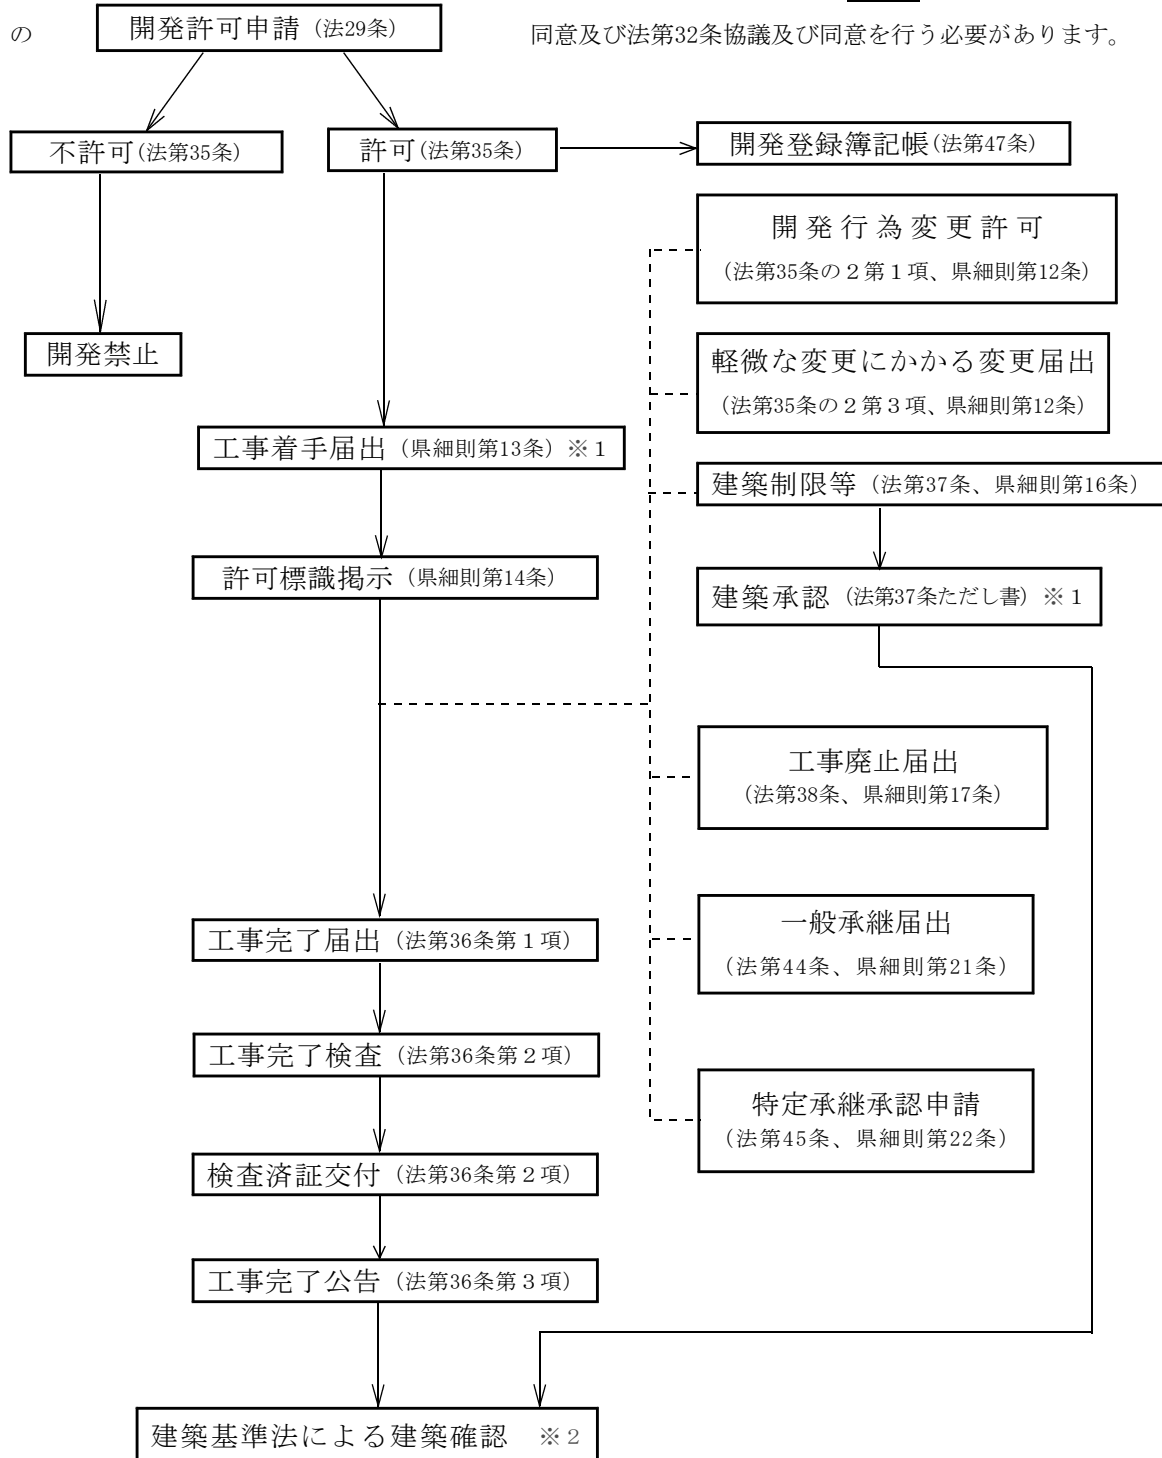 の
開発許可申請（法29条）
同意及び法第32条協議及び同意を行う必要があります。
不許可(法第35条)
許可(法第35条)
開発登録簿記帳(法第47条)
開発行為変更許可
（法第35条の２第１項、県細則第12条）
開発禁止
軽微な変更にかかる変更届出
（法第35条の２第３項、県細則第12条）
工事着手届出（県細則第13条）※１
建築制限等（法第37条、県細則第16条）
許可標識掲示（県細則第14条）
建築承認（法第37条ただし書）※１
工事廃止届出
（法第38条、県細則第17条）
工事完了届出（法第36条第１項）
一般承継届出
（法第44条、県細則第21条）
工事完了検査（法第36条第２項）
特定承継承認申請
（法第45条、県細則第22条）
検査済証交付（法第36条第２項）
工事完了公告（法第36条第３項）
建築基準法による建築確認　※２